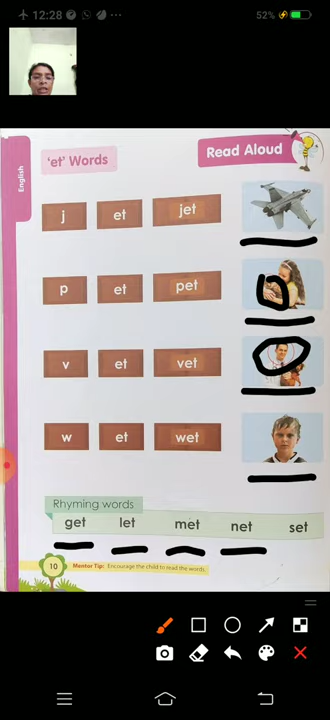 12:28
52%
English
'et' Words
Read Aloud
j et jet
p et pet
v et vet
w et wet
Rhyming words
get let met net set
10
Mentor Tip: Encourage the child to read the words.